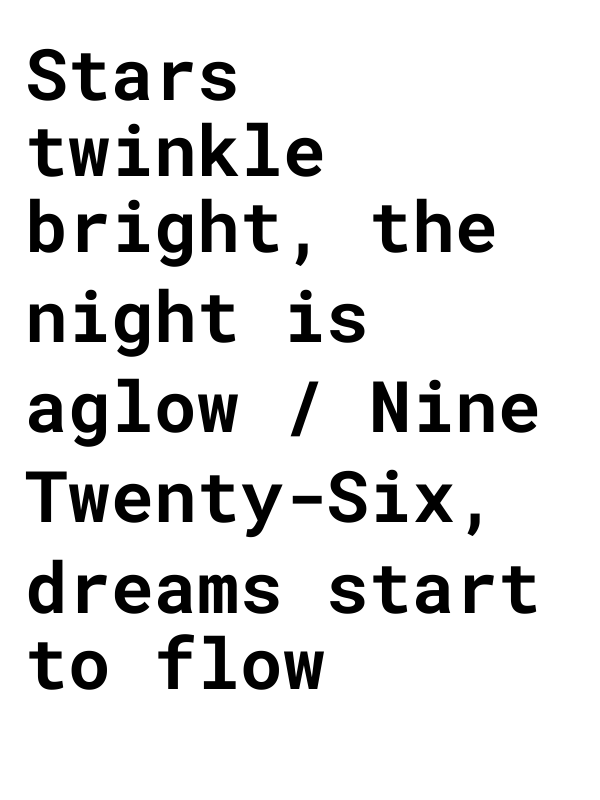 Stars
twinkle
bright, the
night is
aglow / Nine
Twenty-Six,
dreams start
to flow